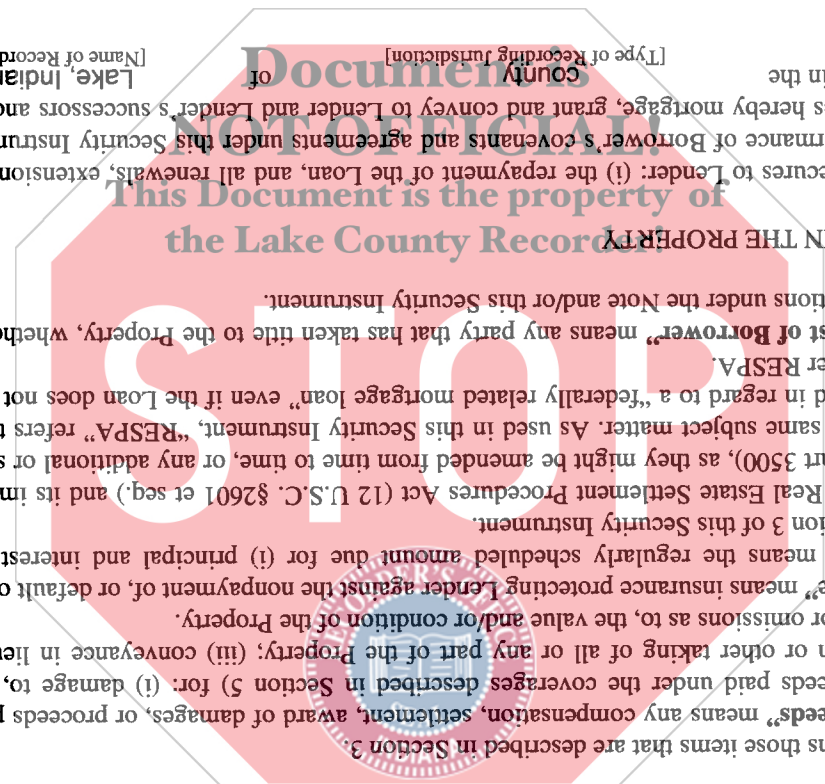 Document is
NOT OFFICIAL!
This Document is the property of
the Lake County Recorder!
STOP
ns those items that are described in Section 3.
eeds" means any compensation, settlement, award of damages, or proceeds p
eeds paid under the coverages described in Section 5) for: (i) damage to,
n or other taking of all or any part of the Property; (iii) conveyance in lieu
or omissions as to, the value and/or condition of the Property.
e" means insurance protecting Lender against the nonpayment of, or default o
means the regularly scheduled amount due for (i) principal and interest
ion 3 of this Security Instrument.
Real Estate Settlement Procedures Act (12 U.S.C. §2601 et seq.) and its im
art 3500), as they might be amended from time to time, or any additional or s
same subject matter. As used in this Security Instrument, "RESPA" refers t
d in regard to a "federally related mortgage loan" even if the Loan does not
er RESPA.
st of Borrower" means any party that has taken title to the Property, whethe
tions under the Note and/or this Security Instrument.
IN THE PROPERTY
ecures to Lender: (i) the repayment of the Loan, and all renewals, extension
rmance of Borrower's covenants and agreements under this Security Instrum
s hereby mortgage, grant and convey to Lender and Lender's successors and
in the county of Lake, Indian
[Type of Recording Jurisdiction] [Name of Record